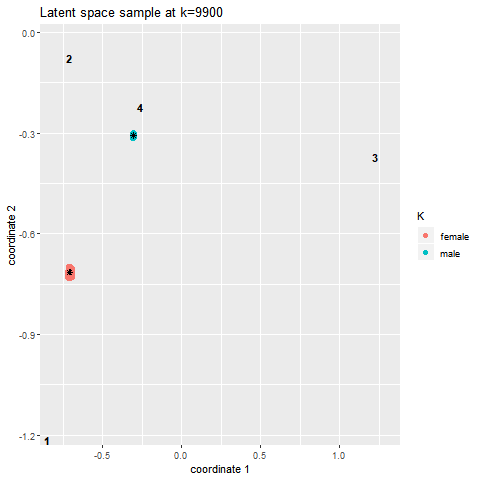 Latent space sample at k=9900
0.0
-0.3
-0.6
-0.9
-1.2
coordinate 2
2
4
3
*
*
1
-0.5
0.0
0.5
1.0
coordinate 1
K
female
male